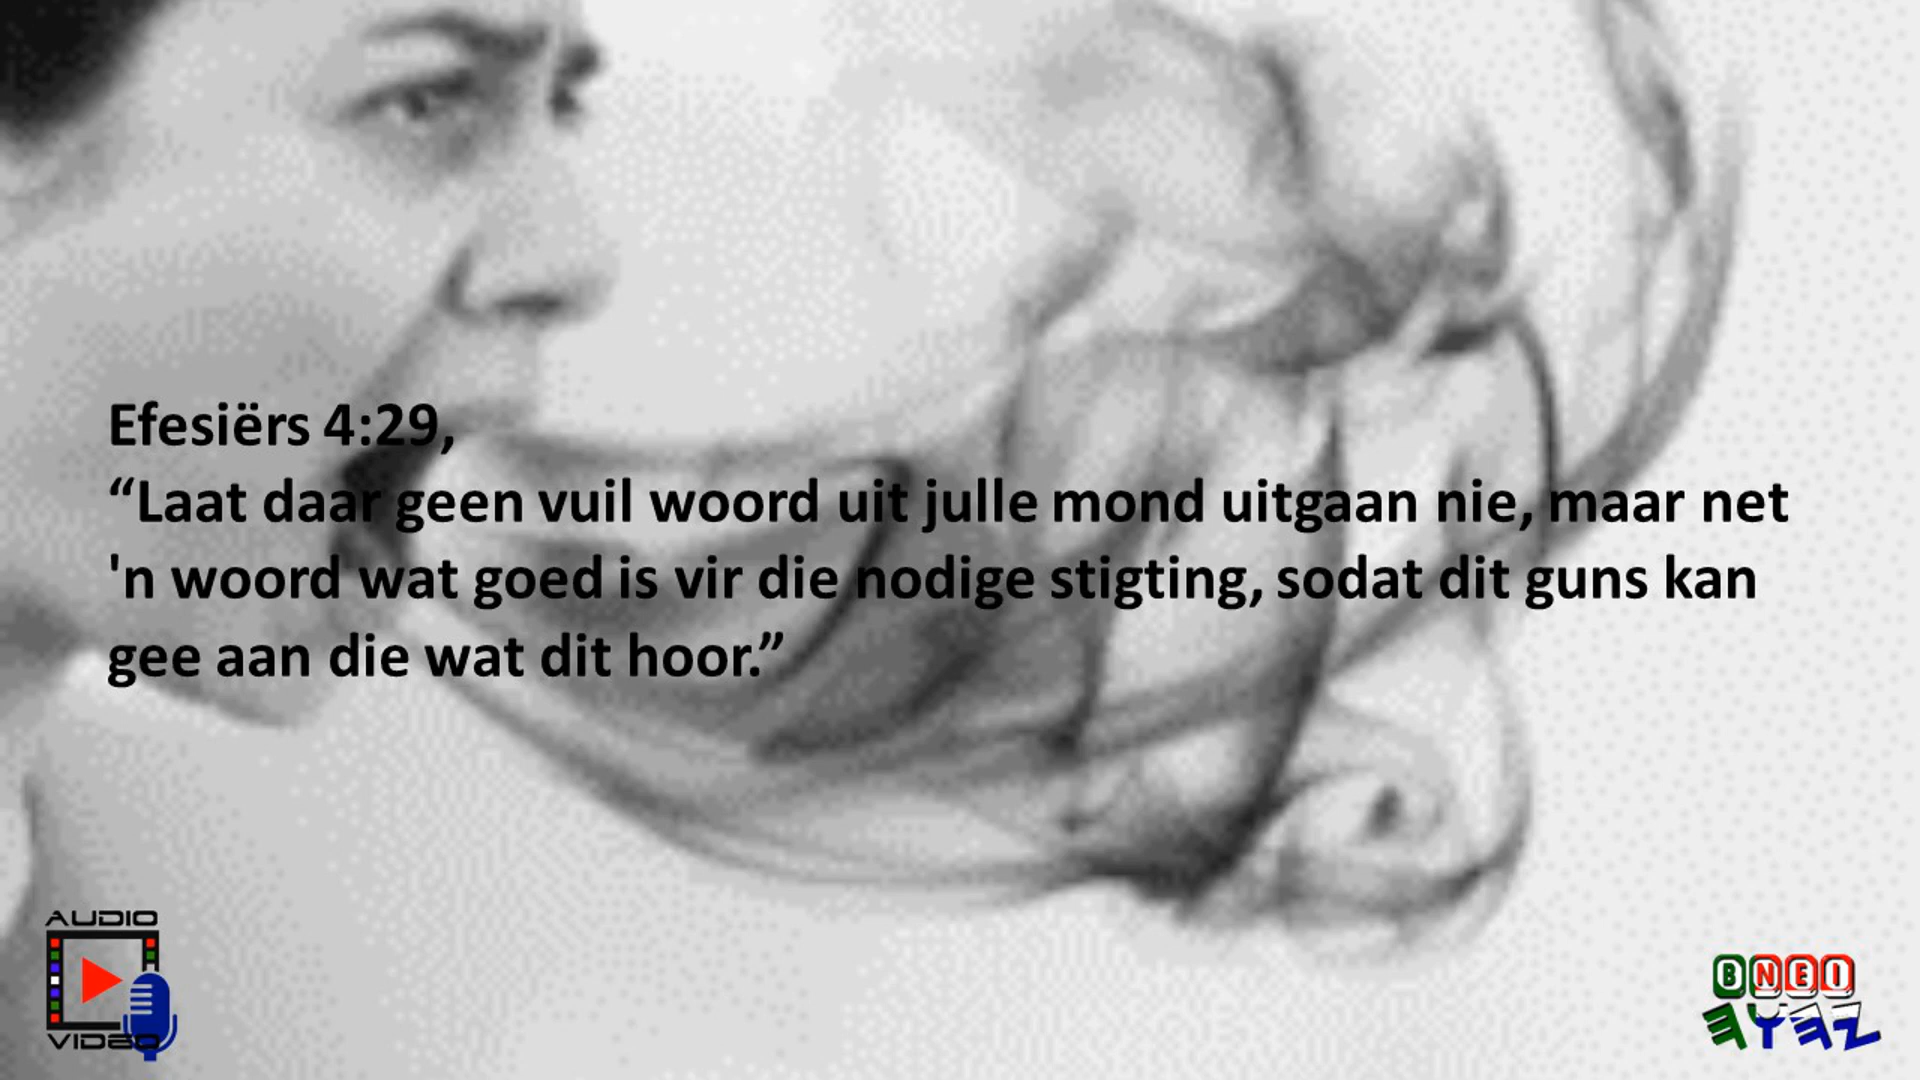 Efesiërs 4:29,
“Laat daar geen vuil woord uit julle mond uitgaan nie, maar net
'n woord wat goed is vir die nodige stigting, sodat dit guns kan
gee aan die wat dit hoor.”
AUDIO
VIDEO
BNEI